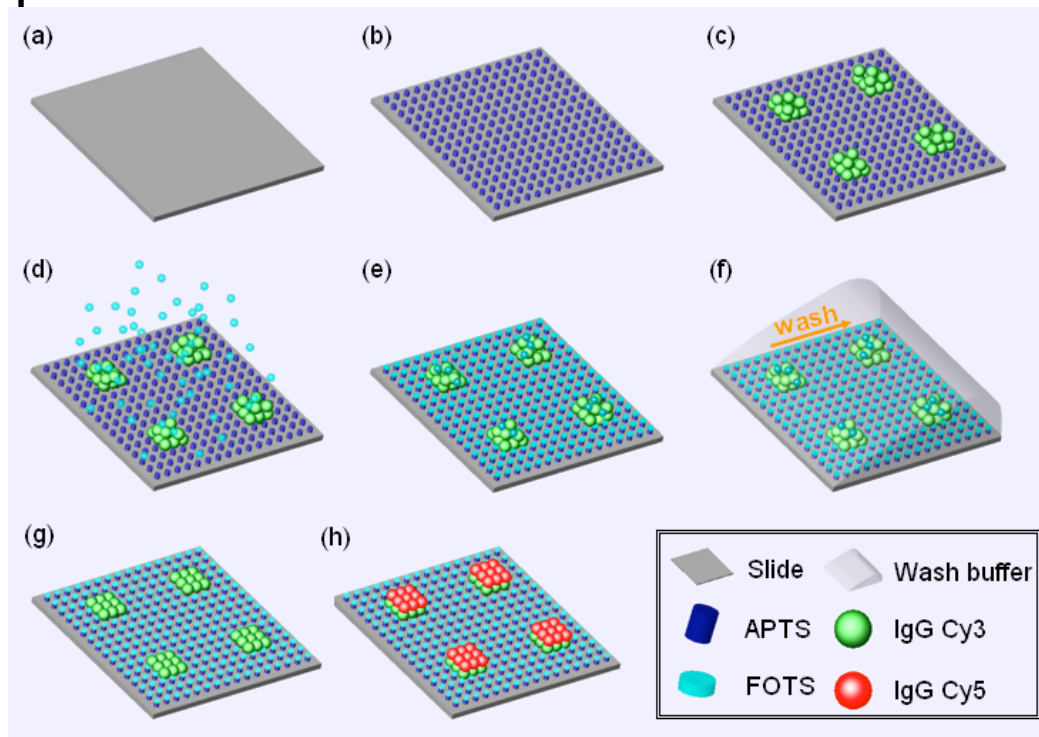 (a) (b) (c)
(d) (e) (f)
wash
(g) (h)
Slide Wash buffer
APTS IgG Cy3
FOTS IgG Cy5